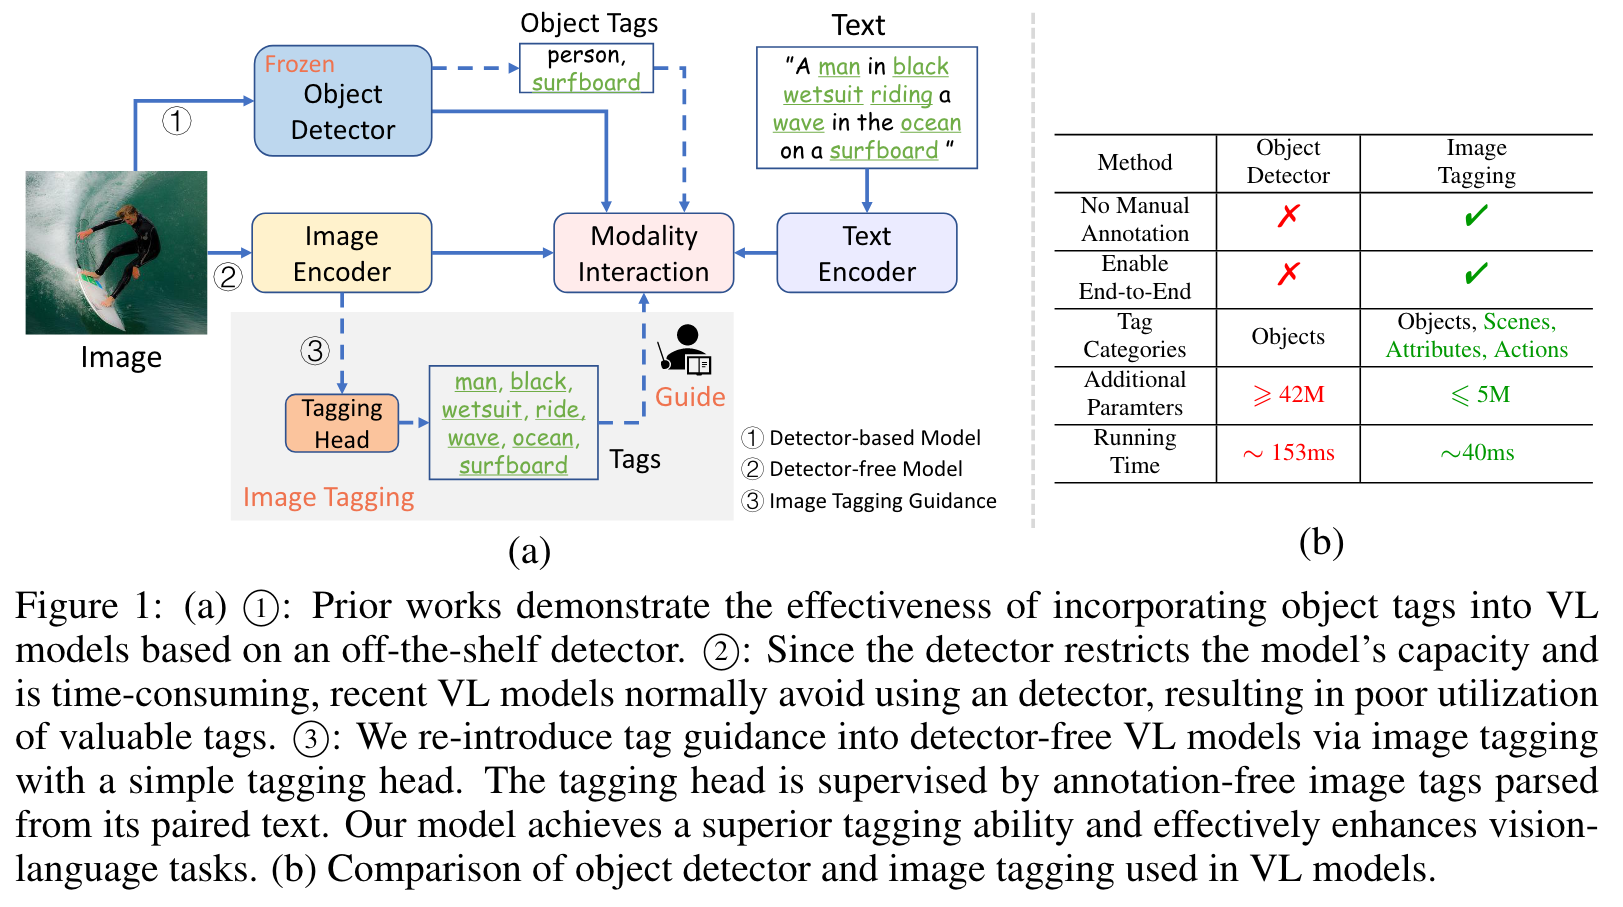 Object Tags
person,
surfboard
Text
"A man in black
wetsuit riding a
wave in the ocean
on a surfboard "
Frozen
Object
Detector
①
Image
②
Image
Encoder
Modality
Interaction
Text
Encoder
③
Tagging
Head
man, black,
wetsuit, ride,
wave, ocean,
surfboard
Tags
Guide
Image Tagging
① Detector-based Model
② Detector-free Model
③ Image Tagging Guidance
(a)
Method Object Detector Image Tagging
No Manual Annotation ✗ ✓
Enable End-to-End ✗ ✓
Tag Categories Objects Objects, Scenes, Attributes, Actions
Additional Paramters ⩾ 42M ⩽ 5M
Running Time ∼ 153ms ∼40ms
(b)
Figure 1: (a) ①: Prior works demonstrate the effectiveness of incorporating object tags into VL
models based on an off-the-shelf detector. ②: Since the detector restricts the model's capacity and
is time-consuming, recent VL models normally avoid using an detector, resulting in poor utilization
of valuable tags. ③: We re-introduce tag guidance into detector-free VL models via image tagging
with a simple tagging head. The tagging head is supervised by annotation-free image tags parsed
from its paired text. Our model achieves a superior tagging ability and effectively enhances vision-
language tasks. (b) Comparison of object detector and image tagging used in VL models.